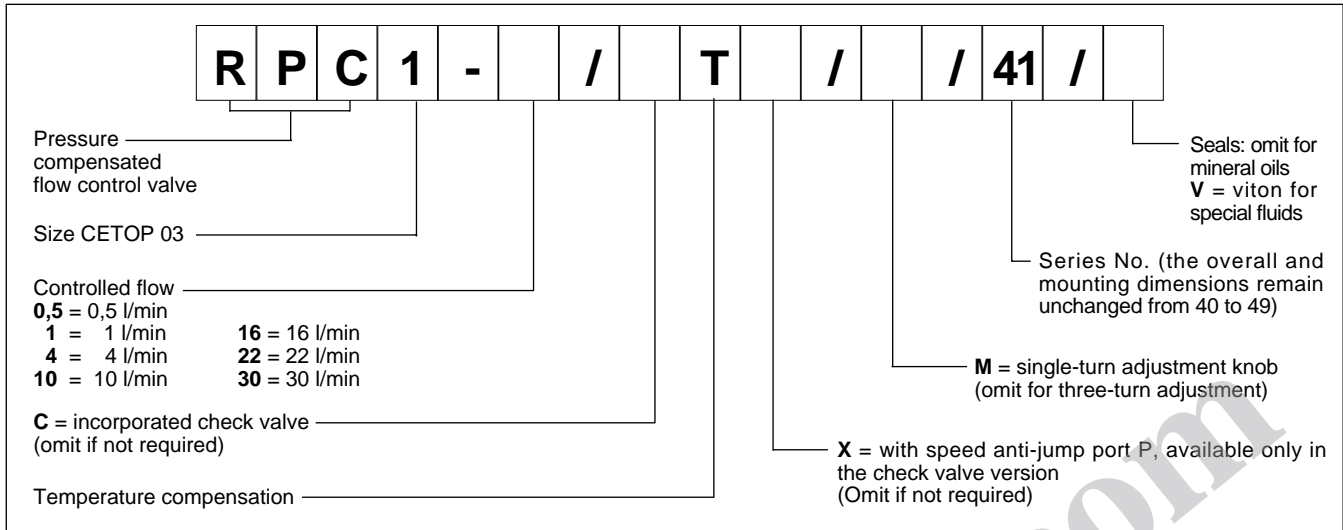 R P C 1 - / T / / 41 /
Pressure
compensated
flow control valve
Size CETOP 03
Controlled flow
0,5 = 0,5 l/min
1 = 1 l/min 16 = 16 l/min
4 = 4 l/min 22 = 22 l/min
10 = 10 l/min 30 = 30 l/min
C = incorporated check valve
(omit if not required)
Temperature compensation
Seals: omit for
mineral oils
V = viton for
special fluids
Series No. (the overall and
mounting dimensions remain
unchanged from 40 to 49)
M = single-turn adjustment knob
(omit for three-turn adjustment)
X = with speed anti-jump port P, available only in
the check valve version
(Omit if not required)
com